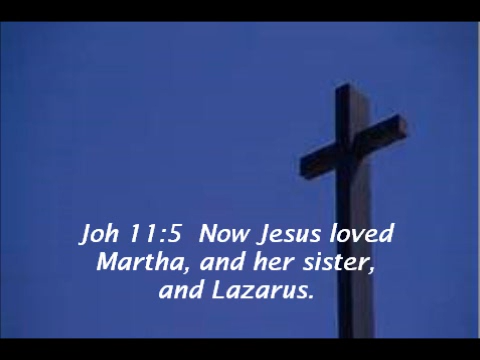 Joh 11:5  Now Jesus loved
Martha, and her sister,
and Lazarus.